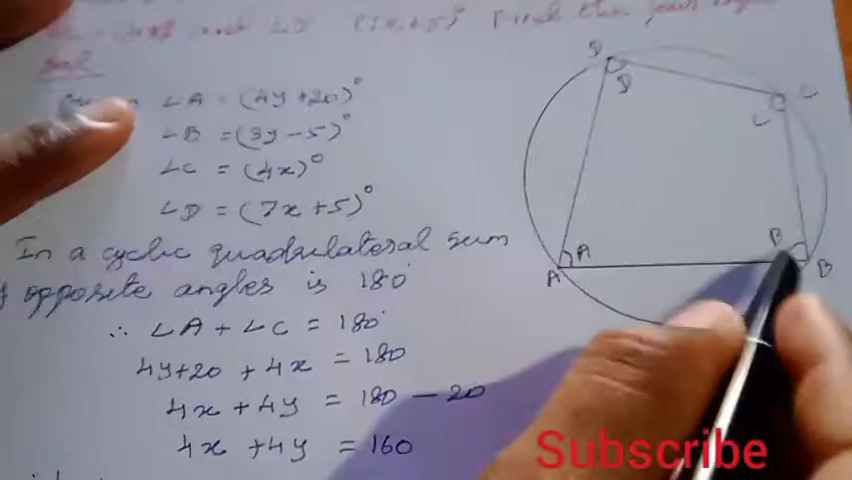 ∠A = (4y+20)°
∠B = (3y-5)°
∠C = (4x)°
∠D = (7x+5)°
In a cyclic quadrilateral sum
opposite angles is 180°
∴ ∠A + ∠C = 180°
4y+20 + 4x = 180
4x + 4y = 180 - 20
4x + 4y = 160
D
D
C
C
B
A
A
B
Subscribe